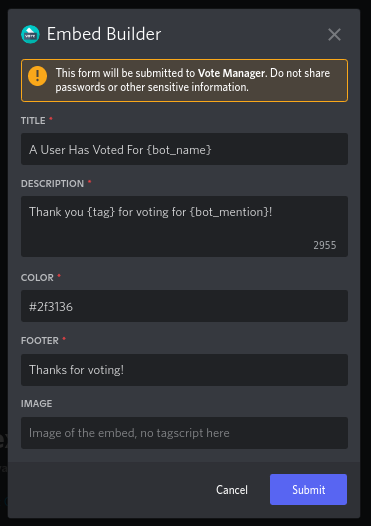 Embed Builder
This form will be submitted to Vote Manager. Do not share
passwords or other sensitive information.
TITLE *
A User Has Voted For {bot_name}
DESCRIPTION *
Thank you {tag} for voting for {bot_mention}!
2955
COLOR *
#2f3136
FOOTER *
Thanks for voting!
IMAGE
Image of the embed, no tagscript here
Cancel
Submit